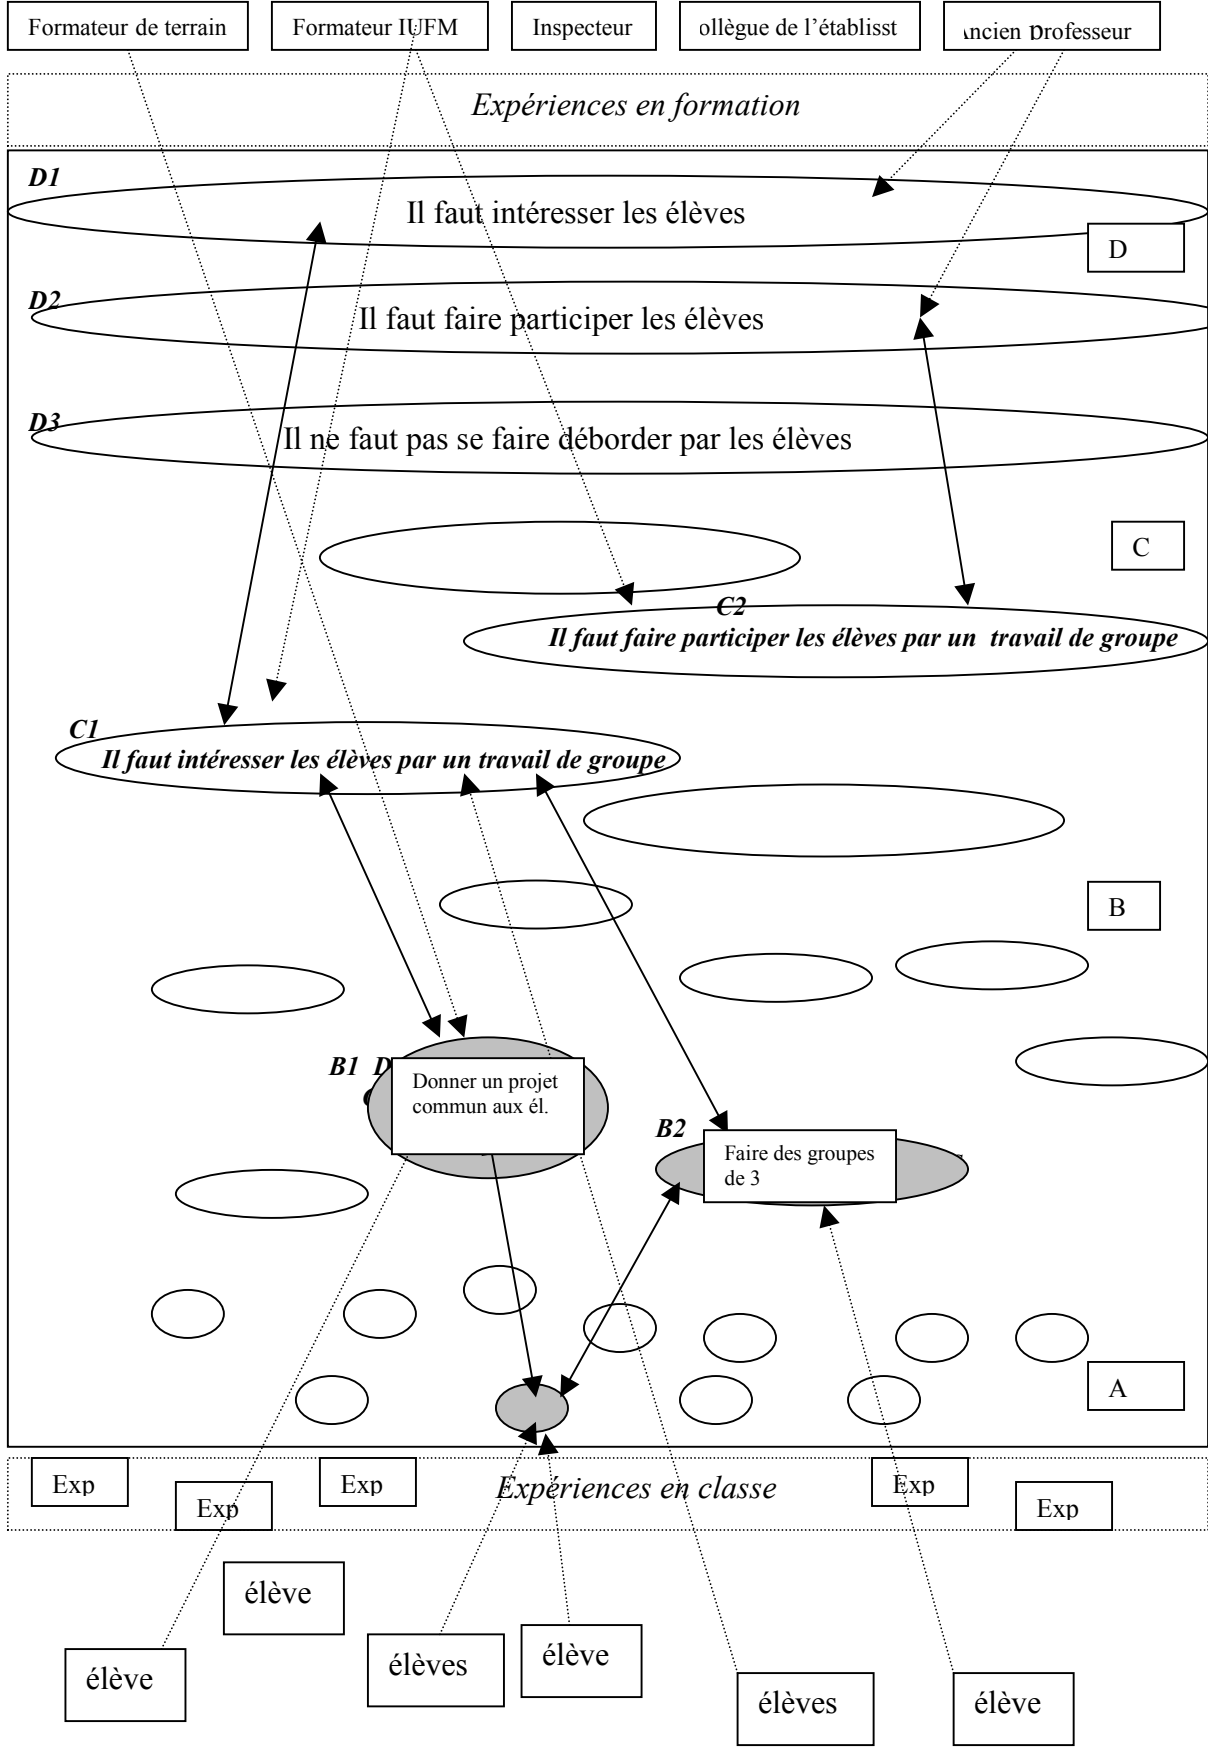 Formateur de terrain
Formateur IUFM
Inspecteur
ollègue de l'établisst
ncien professeur
Expériences en formation
D1
Il faut intéresser les élèves
D
D2
Il faut faire participer les élèves
D3
Il ne faut pas se faire déborder par les élèves
C
C2
Il faut faire participer les élèves par un travail de groupe
C1
Il faut intéresser les élèves par un travail de groupe
B
B1 D
Donner un projet
commun aux él.
B2
Faire des groupes
de 3
A
Exp
Exp
Exp
Expériences en classe
Exp
Exp
élève
élève
élèves
élève
élèves
élève